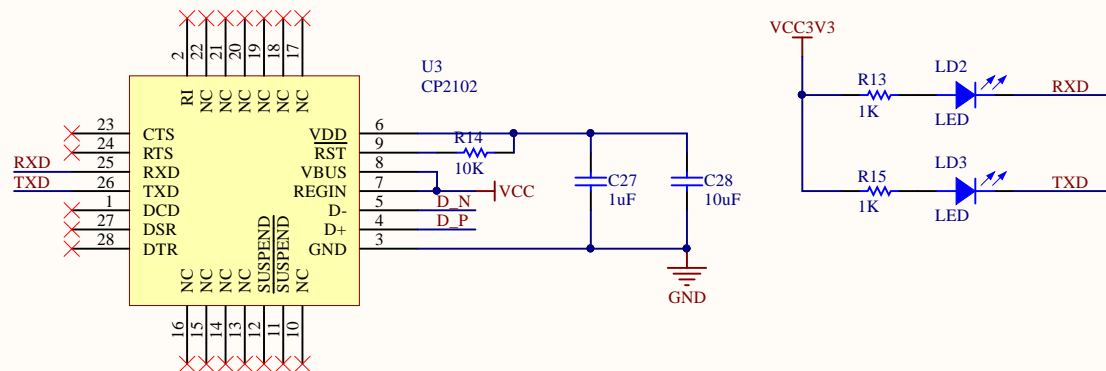 2
22
21
20
19
18
17
RI
NC
NC
NC
NC
NC
NC
U3
CP2102
23
CTS
VDD
6
24
RTS
RST
9
R14
10K
RXD
25
RXD
VBUS
8
TXD
26
TXD
REGIN
7
VCC
1
DCD
D-
5
D_N
27
DSR
D+
4
D_P
28
DTR
GND
3
C27
1uF
C28
10uF
GND
NC
NC
NC
NC
SUSPEND
SUSPEND
NC
16
15
14
13
12
11
10
VCC3V3
R13
1K
LD2
LED
RXD
R15
1K
LD3
LED
TXD